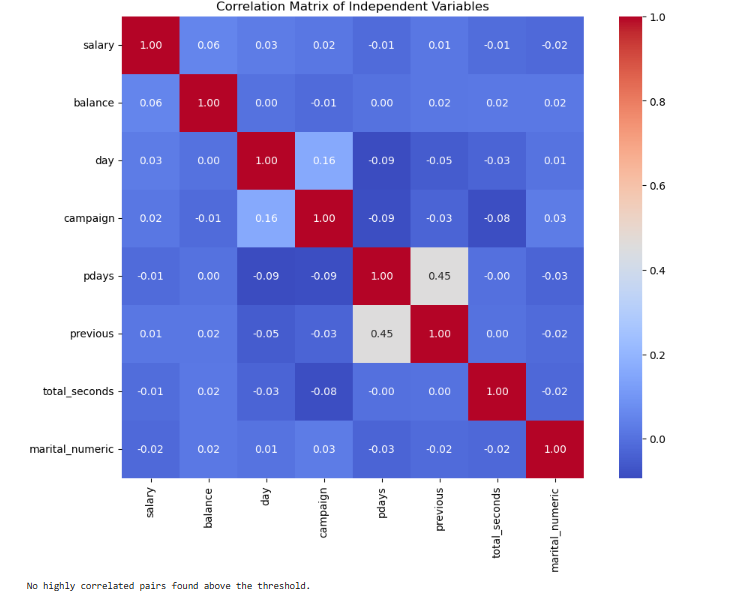 Correlation Matrix of Independent Variables
salary 1.00 0.06 0.03 0.02 -0.01 0.01 -0.01 -0.02
balance 0.06 1.00 0.00 -0.01 0.00 0.02 0.02 0.02
day 0.03 0.00 1.00 0.16 -0.09 -0.05 -0.03 0.01
campaign 0.02 -0.01 0.16 1.00 -0.09 -0.03 -0.08 0.03
pdays -0.01 0.00 -0.09 -0.09 1.00 0.45 -0.00 -0.03
previous 0.01 0.02 -0.05 -0.03 0.45 1.00 0.00 -0.02
total_seconds -0.01 0.02 -0.03 -0.08 -0.00 0.00 1.00 -0.02
marital_numeric -0.02 0.02 0.01 0.03 -0.03 -0.02 -0.02 1.00
salary
balance
day
campaign
pdays
previous
total_seconds
marital_numeric
1.0
0.8
0.6
0.4
0.2
0.0
No highly correlated pairs found above the threshold.